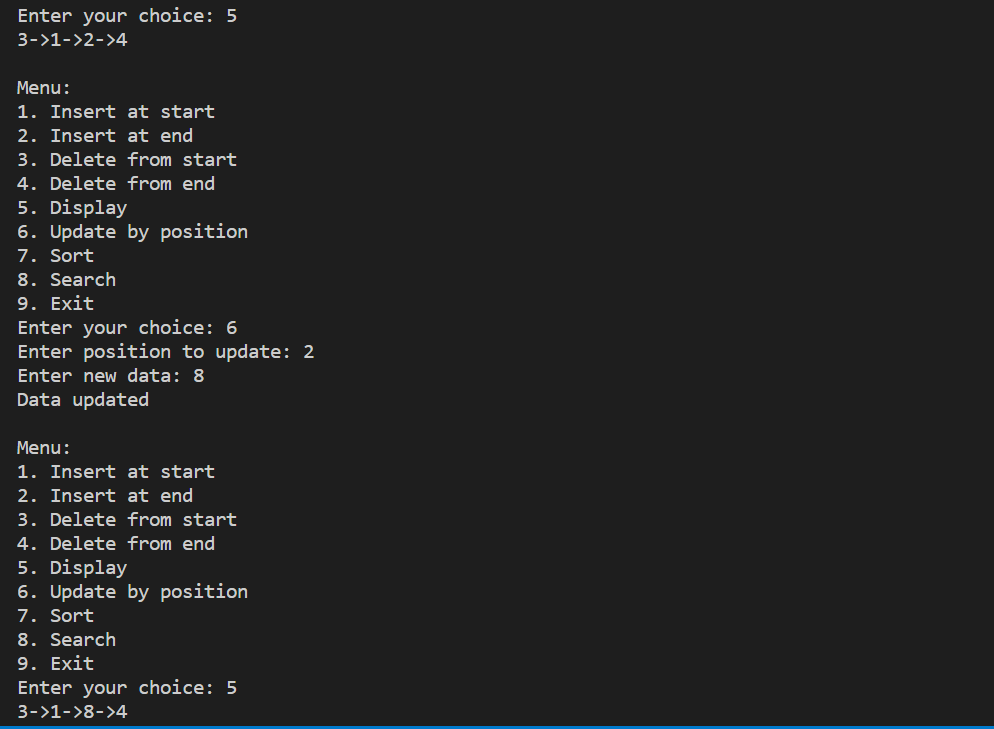 Enter your choice: 5
3->1->2->4
Menu:
1. Insert at start
2. Insert at end
3. Delete from start
4. Delete from end
5. Display
6. Update by position
7. Sort
8. Search
9. Exit
Enter your choice: 6
Enter position to update: 2
Enter new data: 8
Data updated
Menu:
1. Insert at start
2. Insert at end
3. Delete from start
4. Delete from end
5. Display
6. Update by position
7. Sort
8. Search
9. Exit
Enter your choice: 5
3->1->8->4